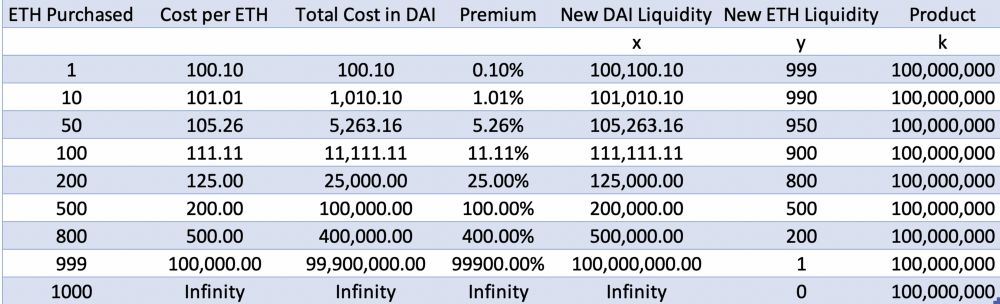 ETH Purchased Cost per ETH Total Cost in DAI Premium New DAI Liquidity New ETH Liquidity Product
x y k
1 100.10 100.10 0.10% 100,100.10 999 100,000,000
10 101.01 1,010.10 1.01% 101,010.10 990 100,000,000
50 105.26 5,263.16 5.26% 105,263.16 950 100,000,000
100 111.11 11,111.11 11.11% 111,111.11 900 100,000,000
200 125.00 25,000.00 25.00% 125,000.00 800 100,000,000
500 200.00 100,000.00 100.00% 200,000.00 500 100,000,000
800 500.00 400,000.00 400.00% 500,000.00 200 100,000,000
999 100,000.00 99,900,000.00 99900.00% 100,000,000.00 1 100,000,000
1000 Infinity Infinity Infinity Infinity 0 100,000,000